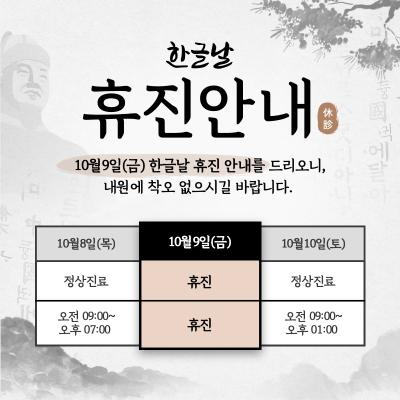 한글날
휴진안내
休診
10월9일(금) 한글날 휴진 안내를 드리오니,
내원에 착오 없으시길 바랍니다.
10월8일(목) 10월9일(금) 10월10일(토)
정상진료 휴진 정상진료
오전 09:00~
오후 07:00
휴진
오전 09:00~
오후 01:00